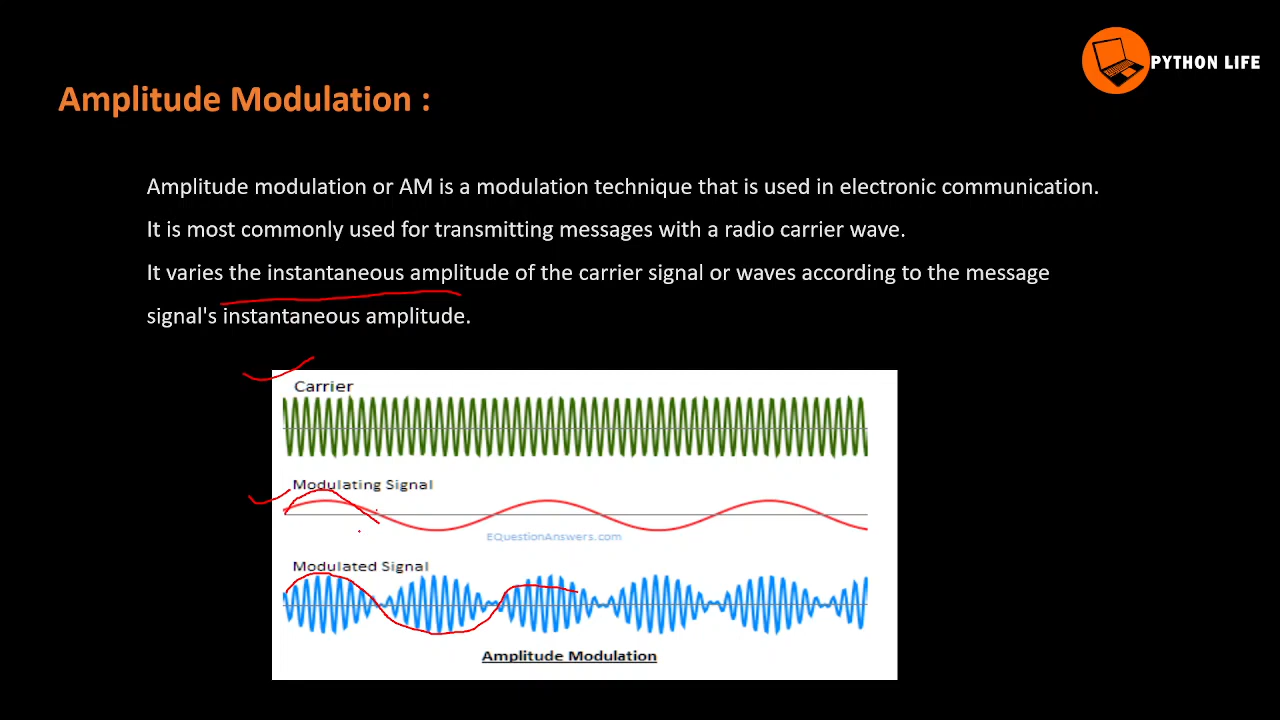 PYTHON LIFE
Amplitude Modulation :
Amplitude modulation or AM is a modulation technique that is used in electronic communication.
It is most commonly used for transmitting messages with a radio carrier wave.
It varies the instantaneous amplitude of the carrier signal or waves according to the message
signal's instantaneous amplitude.
Carrier
Modulating Signal
EQuestionAnswers.com
Modulated Signal
Amplitude Modulation